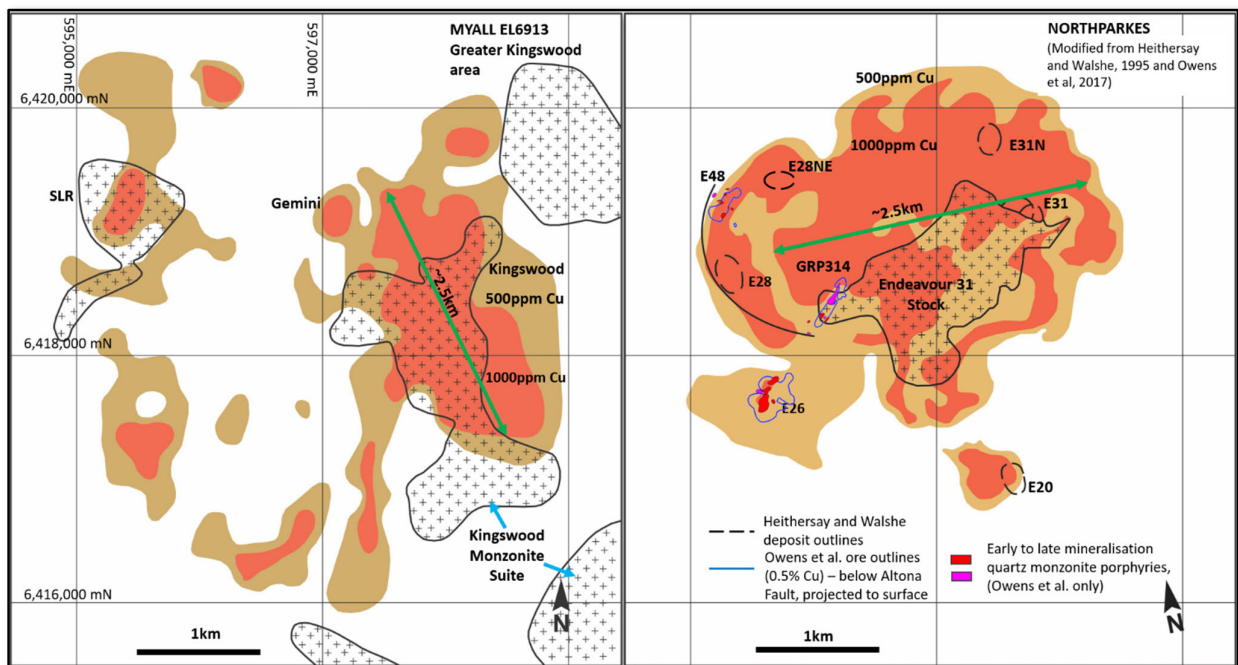 595,000 mE
597,000 mE
MYALL EL6913
Greater Kingswood
area
6,420,000 mN
SLR
Gemini
Kingswood
500ppm Cu
~2.5km
6,418,000 mN
1000ppm Cu
Kingswood
Monzonite
Suite
6,416,000 mN
1km
N
NORTHPARKES
(Modified from Heithersay
and Walshe, 1995 and Owens
et al, 2017)
500ppm Cu
1000ppm Cu
E31N
E28NE
E48
E31
~2.5km
GRP314
E28
Endeavour 31
Stock
E26
E20
Heithersay and Walshe
deposit outlines
Owens et al. ore outlines
(0.5% Cu) – below Altona
Fault, projected to surface
Early to late mineralisation
quartz monzonite porphyries,
(Owens et al. only)
1km
N